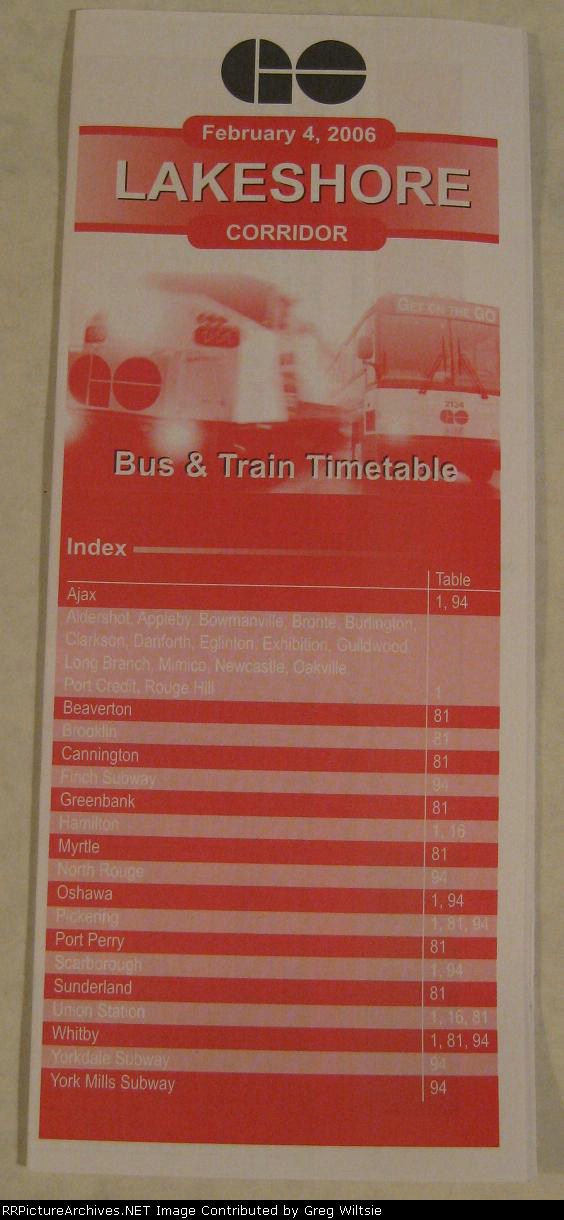 GO
February 4, 2006
LAKESHORE
CORRIDOR
GO
GET ON THE GO
2134
GO
Bus & Train Timetable
Index
Table
Ajax 1, 94
Aldershot, Appleby, Bowmanville, Bronte, Burlington,
Clarkson, Danforth, Eglinton, Exhibition, Guildwood,
Long Branch, Mimico, Newcastle, Oakville,
Port Credit, Rouge Hill 1
Beaverton 81
Brooklin 81
Cannington 81
Finch Subway 94
Greenbank 81
Hamilton 1, 16
Myrtle 81
North Rouge 94
Oshawa 1, 94
Pickering 1, 81, 94
Port Perry 81
Scarborough 1, 94
Sunderland 81
Union Station 1, 16, 81
Whitby 1, 81, 94
Yorkdale Subway 94
York Mills Subway 94
RRPictureArchives.NET Image Contributed by Greg Wiltsie